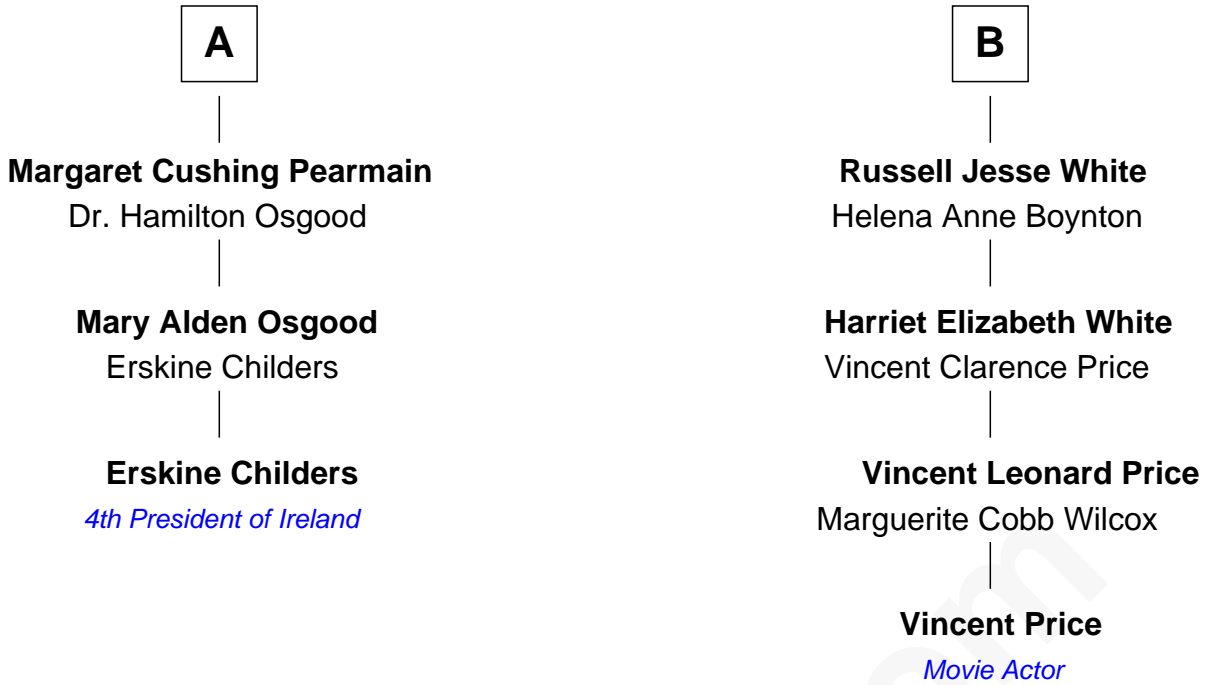 A
Margaret Cushing Pearmain
Dr. Hamilton Osgood
Mary Alden Osgood
Erskine Childers
Erskine Childers
4th President of Ireland
B
Russell Jesse White
Helena Anne Boynton
Harriet Elizabeth White
Vincent Clarence Price
Vincent Leonard Price
Marguerite Cobb Wilcox
Vincent Price
Movie Actor